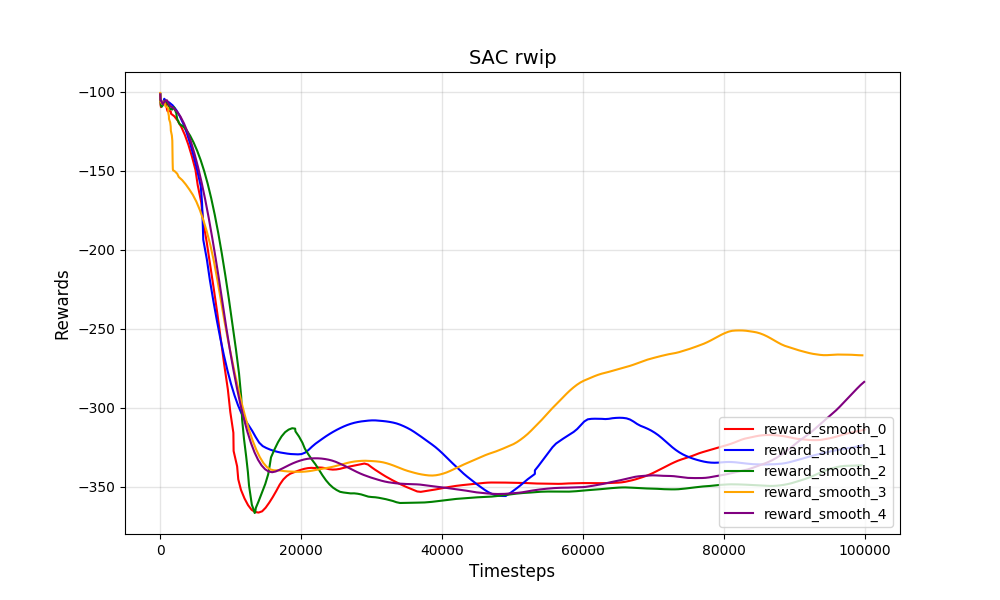 SAC rwip
Rewards
−100
−150
−200
−250
−300
−350
0
20000
40000
60000
80000
100000
Timesteps
reward_smooth_0
reward_smooth_1
reward_smooth_2
reward_smooth_3
reward_smooth_4